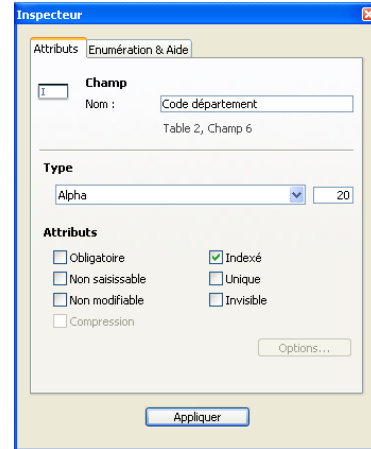 Inspecteur
Attributs Enumération & Aide
Champ
Nom : Code département
Table 2, Champ 6
Type
Alpha 20
Attributs
Obligatoire Indexé
Non saisissable Unique
Non modifiable Invisible
Compression
Options...
Appliquer